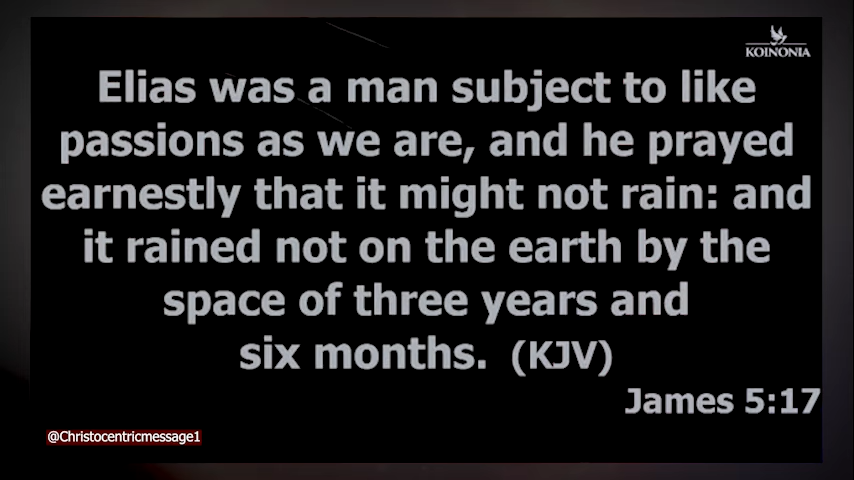 KOINONIA
Elias was a man subject to like
passions as we are, and he prayed
earnestly that it might not rain: and
it rained not on the earth by the
space of three years and
six months. (KJV)
James 5:17
@Christocentricmessage1